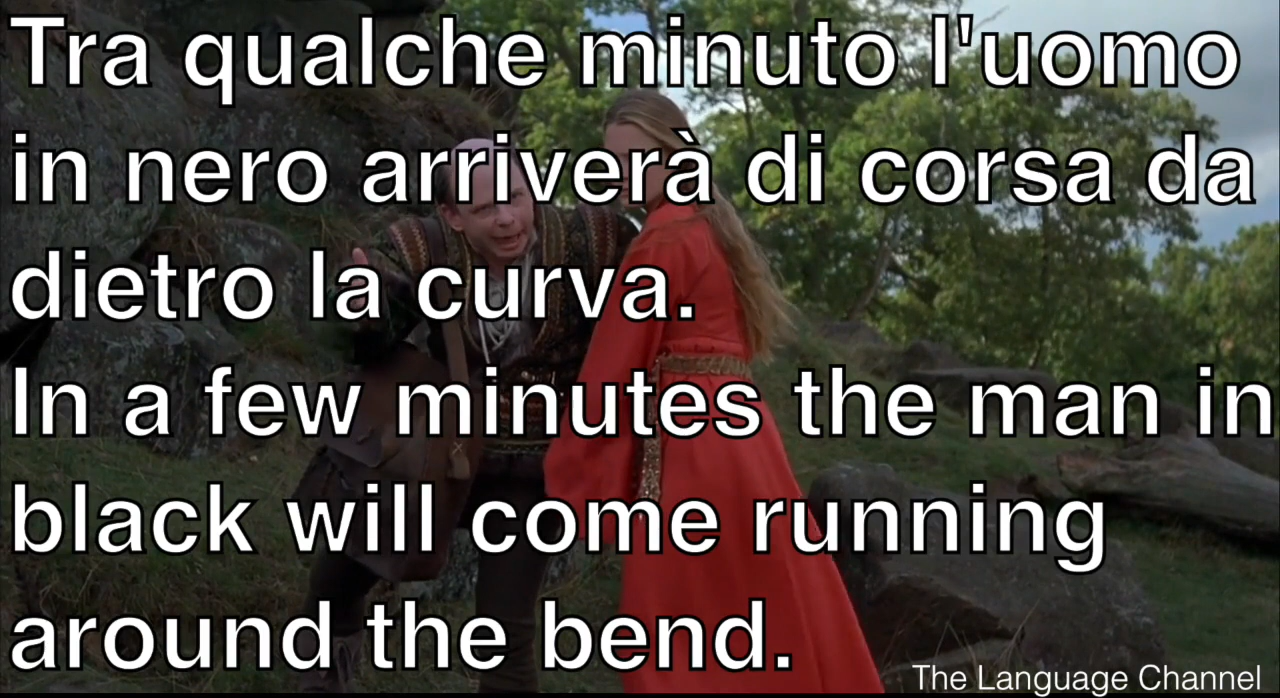 Tra qualche minuto l'uomo
in nero arriverà di corsa da
dietro la curva.
In a few minutes the man in
black will come running
around the bend.
The Language Channel